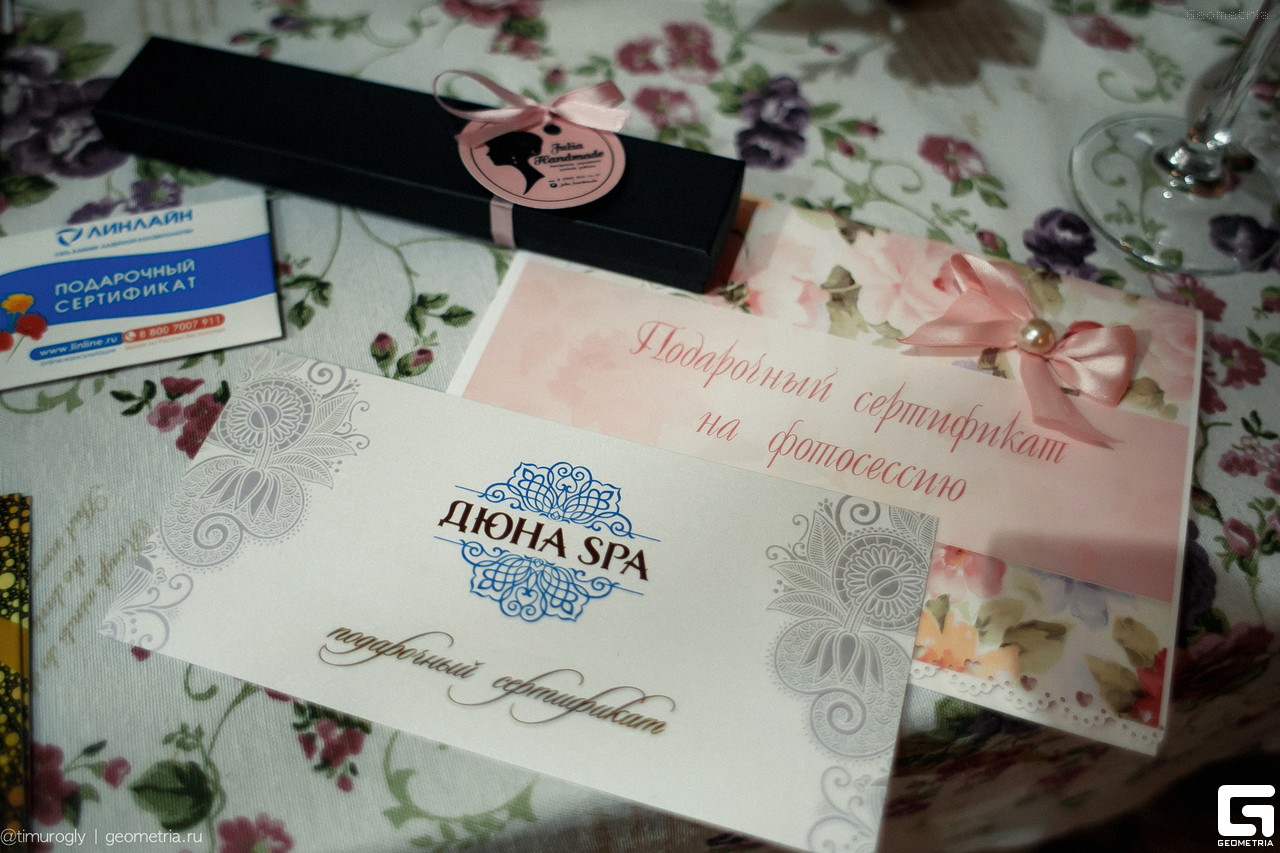 Geometria
Julia
Handmade
ЛИНЛАЙН
ПОДАРОЧНЫЙ
СЕРТИФИКАТ
www.linline.ru 8 800 7007 911
Подарочный сертификат
на фотосессию
ДЮНА SPA
подарочный сертификат
@timurogly | geometria.ru
GEOMETRIA